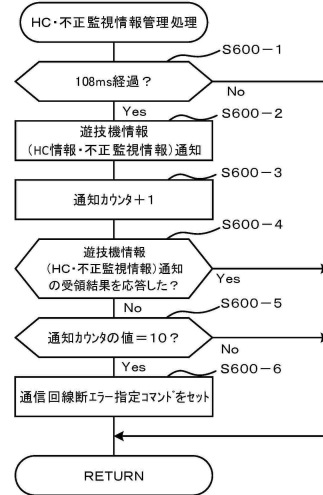 HC・不正監視情報管理処理
S600-1
108ms経過?
No
Yes
S600-2
遊技機情報
(HC情報・不正監視情報)通知
S600-3
通知カウンタ+1
S600-4
遊技機情報
(HC・不正監視情報)通知
の受領結果を応答した?
Yes
No
S600-5
通知カウンタの値=10?
No
Yes
S600-6
通信回線断エラー指定コマンドをセット
RETURN